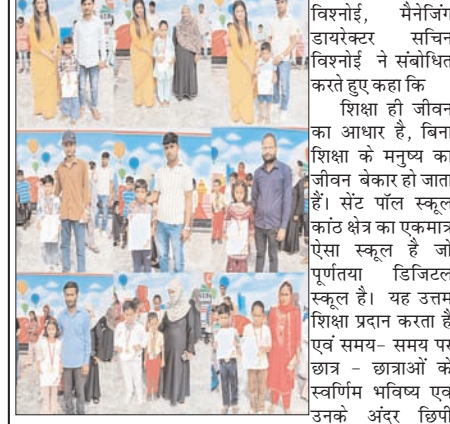 विश्नोई, मैनेजिंग
डायरेक्टर सचिन
विश्नोई ने संबोधित
करते हुए कहा कि
शिक्षा ही जीवन
का आधार है, बिना
शिक्षा के मनुष्य का
जीवन बेकार हो जाता
हैं। सेंट पॉल स्कूल
कांठ क्षेत्र का एकमात्र
ऐसा स्कूल है जो
पूर्णतया डिजिटल
स्कूल है। यह उत्तम
शिक्षा प्रदान करता है
एवं समय- समय पर
छात्र - छात्राओं के
स्वर्णिम भविष्य एव
उनके अंदर छिपी